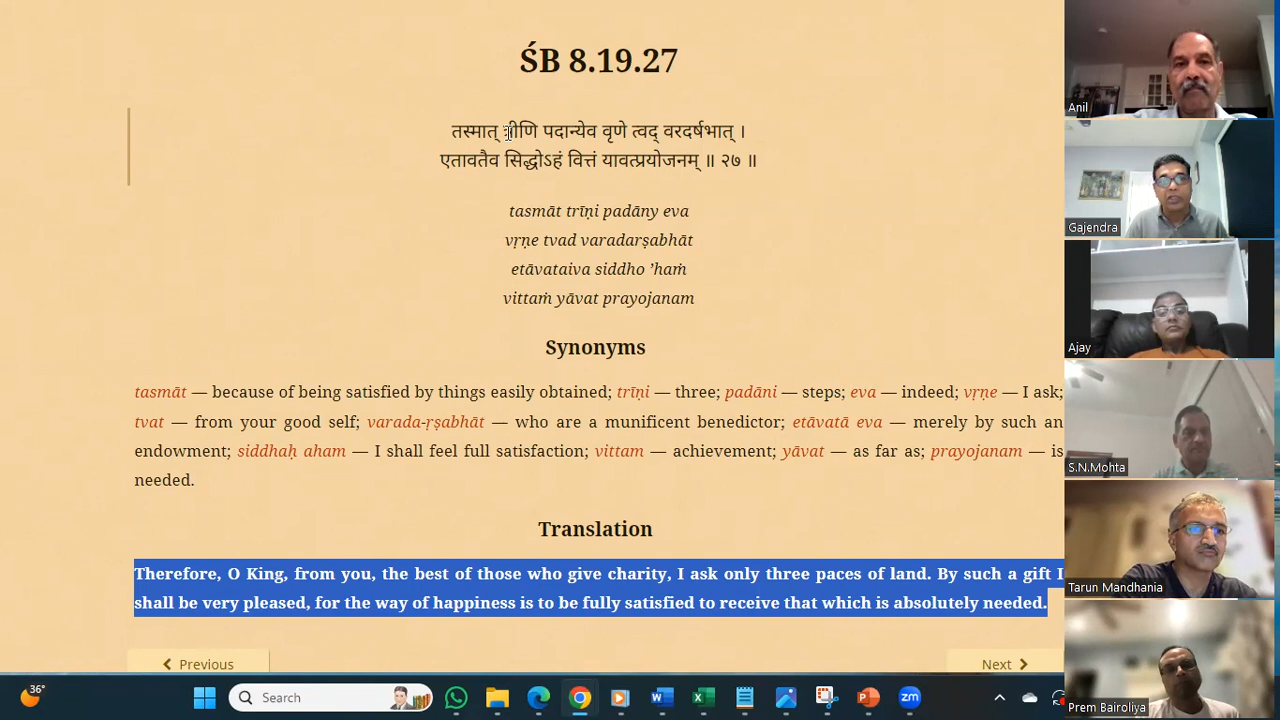 ŚB 8.19.27
तस्मात् त्रीणि पदान्येव वृणे त्वद् वरदर्षभात् ।
एतावतैव सिद्धोऽहं वित्तं यावत्प्रयोजनम् ॥ २७ ॥
tasmāt trīṇi padāny eva
vṛṇe tvad varadarṣabhāt
etāvataiva siddho ’haṁ
vittaṁ yāvat prayojanam
Synonyms
tasmāt — because of being satisfied by things easily obtained; trīṇi — three; padāni — steps; eva — indeed; vṛṇe — I ask;
tvat — from your good self; varada-ṛṣabhāt — who are a munificent benedictor; etāvatā eva — merely by such an
endowment; siddhaḥ aham — I shall feel full satisfaction; vittam — achievement; yāvat — as far as; prayojanam — is
needed.
Translation
Therefore, O King, from you, the best of those who give charity, I ask only three paces of land. By such a gift I
shall be very pleased, for the way of happiness is to be fully satisfied to receive that which is absolutely needed.
Previous
Next
Anil
Gajendra
Ajay
S.N.Mohta
Tarun Mandhania
Prem Bairoliya
36°
Search
zm